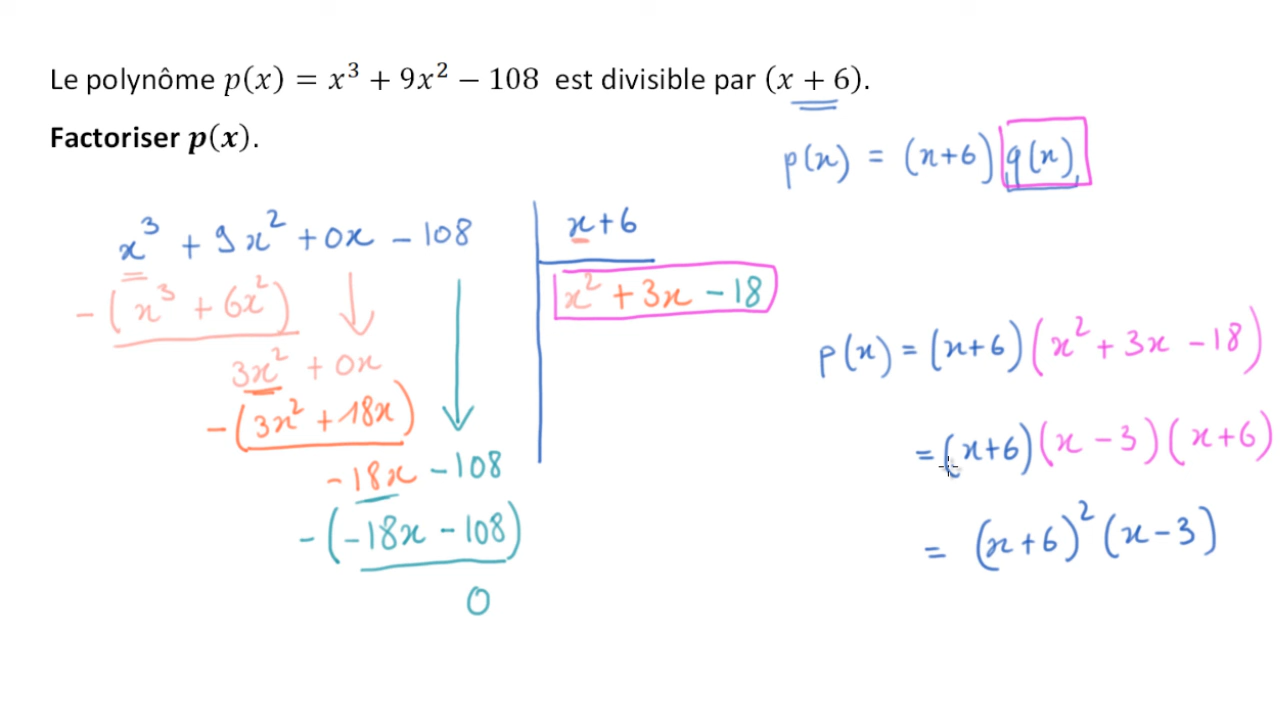 Le polynôme p(x) = x³ + 9x² − 108 est divisible par (x + 6).
Factoriser p(x).
p(x) = (x+6) q(x)
x³ + 9x² + 0x − 108
x+6
− (x³ + 6x²)
x² + 3x − 18
3x² + 0x
− (3x² + 18x)
− 18x − 108
− (−18x − 108)
0
p(x) = (x+6)(x² + 3x − 18)
= (x+6)(x − 3)(x+6)
= (x+6)²(x−3)